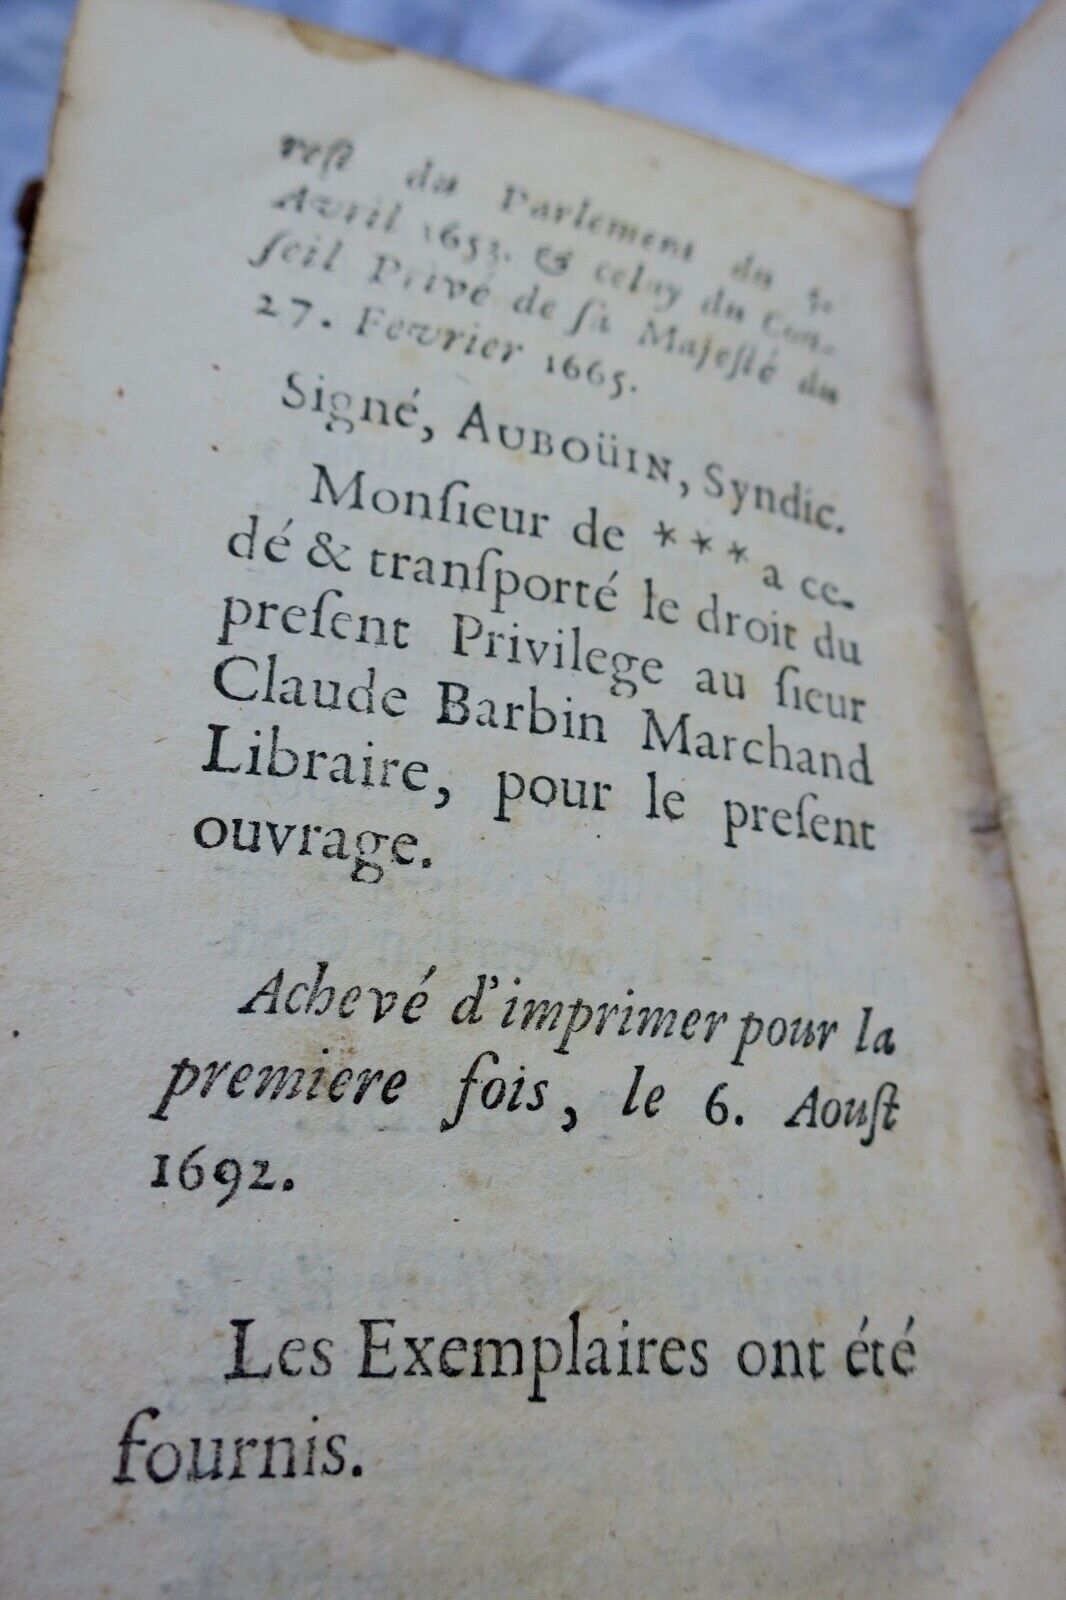 reſt du Parlement du
Avril 1653. & celuy du Con-
ſeil Privé de ſa Majeſté du
27. Fevrier 1665.
Signé, AUBOÜIN, Syndic.
Monſieur de *** a ce-
dé & tranſporté le droit du
preſent Privilege au ſieur
Claude Barbin Marchand
Libraire, pour le preſent
ouvrage.
Achevé d'imprimer pour la
premiere fois, le 6. Aouſt
1692.
Les Exemplaires ont été
fournis.